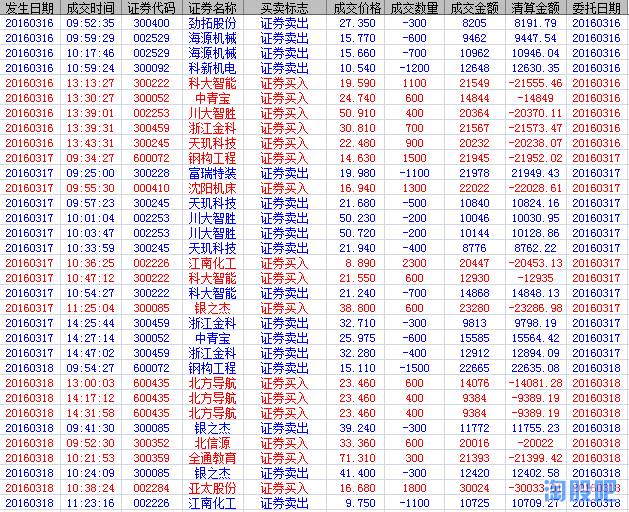 发生日期 成交时间 证券代码 证券名称 买卖标志 成交价格 成交数量 成交金额 清算金额 委托日期
20160316 09:52:35 300400 劲拓股份 证券卖出 27.350 -300 8205 8191.79 20160316
20160316 09:59:29 002529 海源机械 证券卖出 15.770 -600 9462 9447.54 20160316
20160316 10:17:46 002529 海源机械 证券卖出 15.660 -700 10962 10946.04 20160316
20160316 10:59:24 300092 科新机电 证券卖出 10.540 -1200 12648 12630.35 20160316
20160316 13:13:27 300222 科大智能 证券买入 19.590 1100 21549 -21555.46 20160316
20160316 13:30:27 300052 中青宝 证券买入 24.740 600 14844 -14849 20160316
20160316 13:39:01 002253 川大智胜 证券买入 50.910 400 20364 -20370.11 20160316
20160316 13:39:31 300459 浙江金科 证券买入 30.810 700 21567 -21573.47 20160316
20160316 13:43:31 300245 天玑科技 证券买入 22.480 900 20232 -20238.07 20160316
20160317 09:34:27 600072 钢构工程 证券买入 14.630 1500 21945 -21952.02 20160317
20160317 09:25:00 300228 富瑞特装 证券卖出 19.980 -1100 21978 21949.43 20160317
20160317 09:55:30 000410 沈阳机床 证券买入 16.940 1300 22022 -22028.61 20160317
20160317 09:57:23 300245 天玑科技 证券卖出 21.680 -500 10840 10824.16 20160317
20160317 10:01:04 002253 川大智胜 证券卖出 50.230 -200 10046 10030.95 20160317
20160317 10:03:47 002253 川大智胜 证券卖出 50.720 -200 10144 10128.86 20160317
20160317 10:33:59 300245 天玑科技 证券卖出 21.940 -400 8776 8762.22 20160317
20160317 10:36:25 002226 江南化工 证券买入 8.890 2300 20447 -20453.13 20160317
20160317 10:47:12 300222 科大智能 证券买入 21.550 600 12930 -12935 20160317
20160317 10:54:27 300222 科大智能 证券卖出 21.240 -700 14868 14848.13 20160317
20160317 11:25:04 300085 银之杰 证券买入 38.800 600 23280 -23286.98 20160317
20160317 14:25:44 300459 浙江金科 证券卖出 32.710 -300 9813 9798.19 20160317
20160317 14:27:14 300052 中青宝 证券卖出 25.975 -600 15585 15564.42 20160317
20160317 14:47:02 300459 浙江金科 证券卖出 32.280 -400 12912 12894.09 20160317
20160318 09:54:27 600072 钢构工程 证券卖出 15.110 -1500 22665 22635.08 20160318
20160318 13:00:03 600435 北方导航 证券买入 23.460 600 14076 -14081.28 20160318
20160318 14:17:12 600435 北方导航 证券买入 23.460 400 9384 -9389.19 20160318
20160318 14:31:58 600435 北方导航 证券买入 23.460 400 9384 -9389.19 20160318
20160318 09:41:30 300085 银之杰 证券卖出 39.240 -300 11772 11755.23 20160318
20160318 09:52:30 300352 北信源 证券买入 33.360 600 20016 -20022 20160318
20160318 10:21:53 300359 全通教育 证券买入 71.310 300 21393 -21399.42 20160318
20160318 10:24:09 300085 银之杰 证券卖出 41.400 -300 12420 12402.58 20160318
20160318 10:38:24 002284 亚太股份 证券买入 16.680 1800 30024 20160318
20160318 11:23:16 002226 江南化工 证券卖出 9.750 -1100 10725 10709.27 20160318
淘股吧